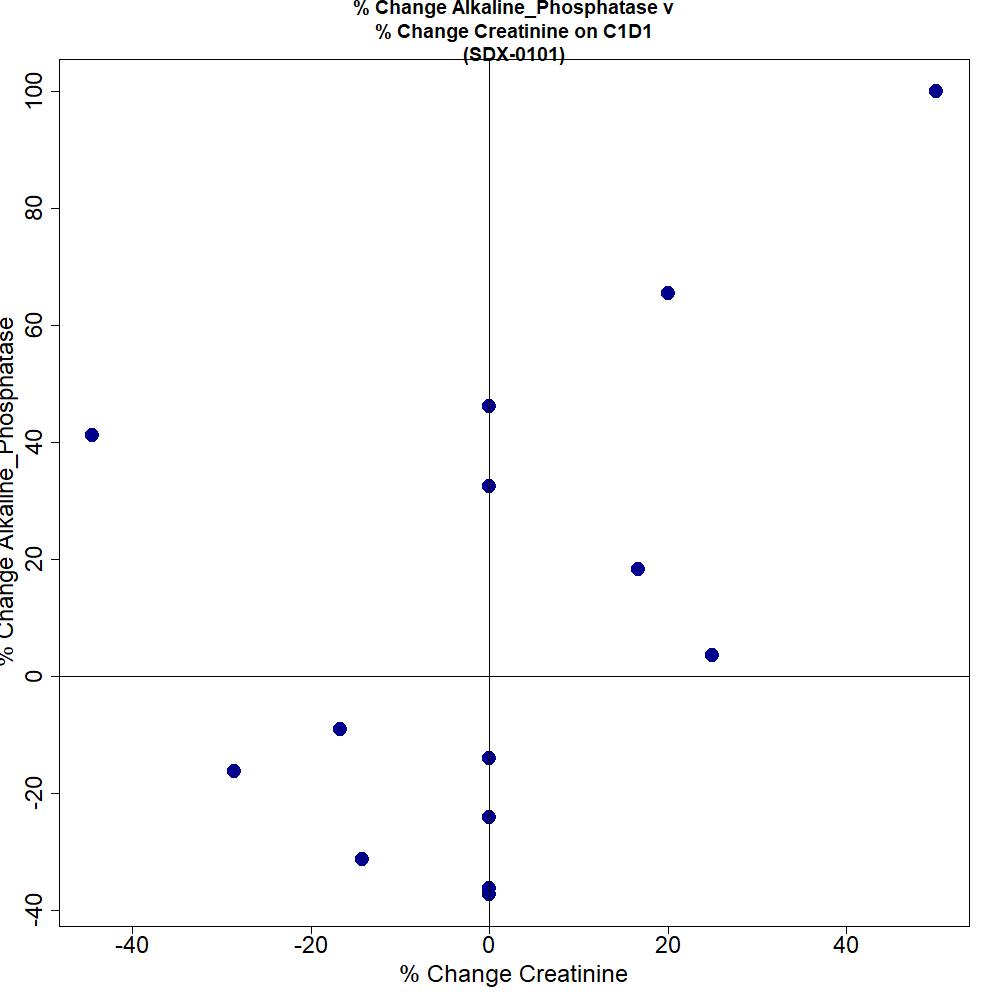 % Change Alkaline_Phosphatase v
% Change Creatinine on C1D1
(SDX-0101)
% Change Alkaline_Phosphatase
100
80
60
40
20
0
-20
-40
-40 -20 0 20 40
% Change Creatinine